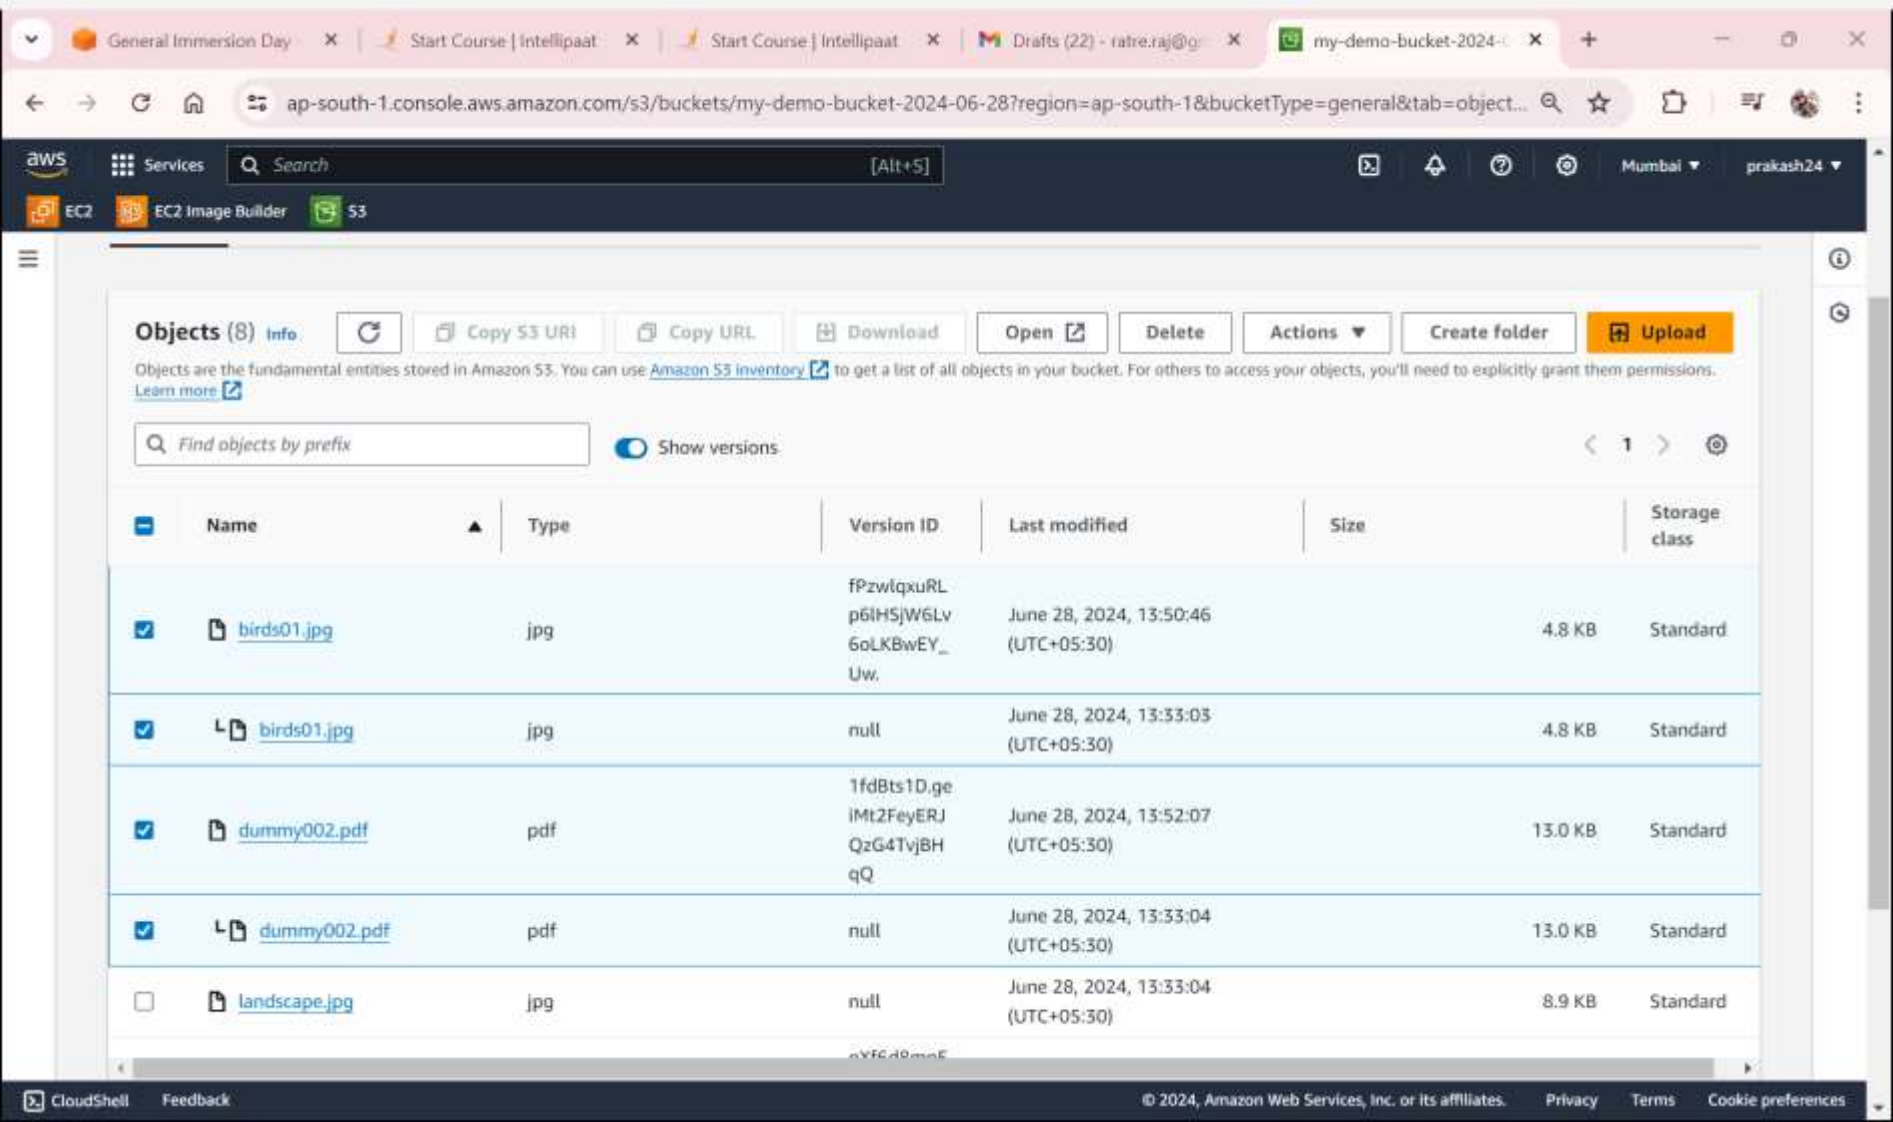 General Immersion Day
Start Course | Intellipaat
Start Course | Intellipaat
Drafts (22) - ratre.raj@g
my-demo-bucket-2024-
ap-south-1.console.aws.amazon.com/s3/buckets/my-demo-bucket-2024-06-28?region=ap-south-1&bucketType=general&tab=object...
aws
Services
Search
[Alt+S]
Mumbai
prakash24
EC2
EC2 Image Builder
S3
Objects (8) Info
Copy S3 URI
Copy URL
Download
Open
Delete
Actions
Create folder
Upload
Objects are the fundamental entities stored in Amazon S3. You can use Amazon S3 inventory to get a list of all objects in your bucket. For others to access your objects, you'll need to explicitly grant them permissions.
Learn more
Find objects by prefix
Show versions
1
Name
Type
Version ID
Last modified
Size
Storage
class
birds01.jpg
jpg
fPzwlqxuRL
p6lHSjW6Lv
6oLKBwEY_
Uw.
June 28, 2024, 13:50:46
(UTC+05:30)
4.8 KB
Standard
birds01.jpg
jpg
null
June 28, 2024, 13:33:03
(UTC+05:30)
4.8 KB
Standard
dummy002.pdf
pdf
1fdBts1D.ge
iMt2FeyERJ
QzG4TvjBH
qQ
June 28, 2024, 13:52:07
(UTC+05:30)
13.0 KB
Standard
dummy002.pdf
pdf
null
June 28, 2024, 13:33:04
(UTC+05:30)
13.0 KB
Standard
landscape.jpg
jpg
null
June 28, 2024, 13:33:04
(UTC+05:30)
8.9 KB
Standard
CloudShell
Feedback
© 2024, Amazon Web Services, Inc. or its affiliates.
Privacy
Terms
Cookie preferences